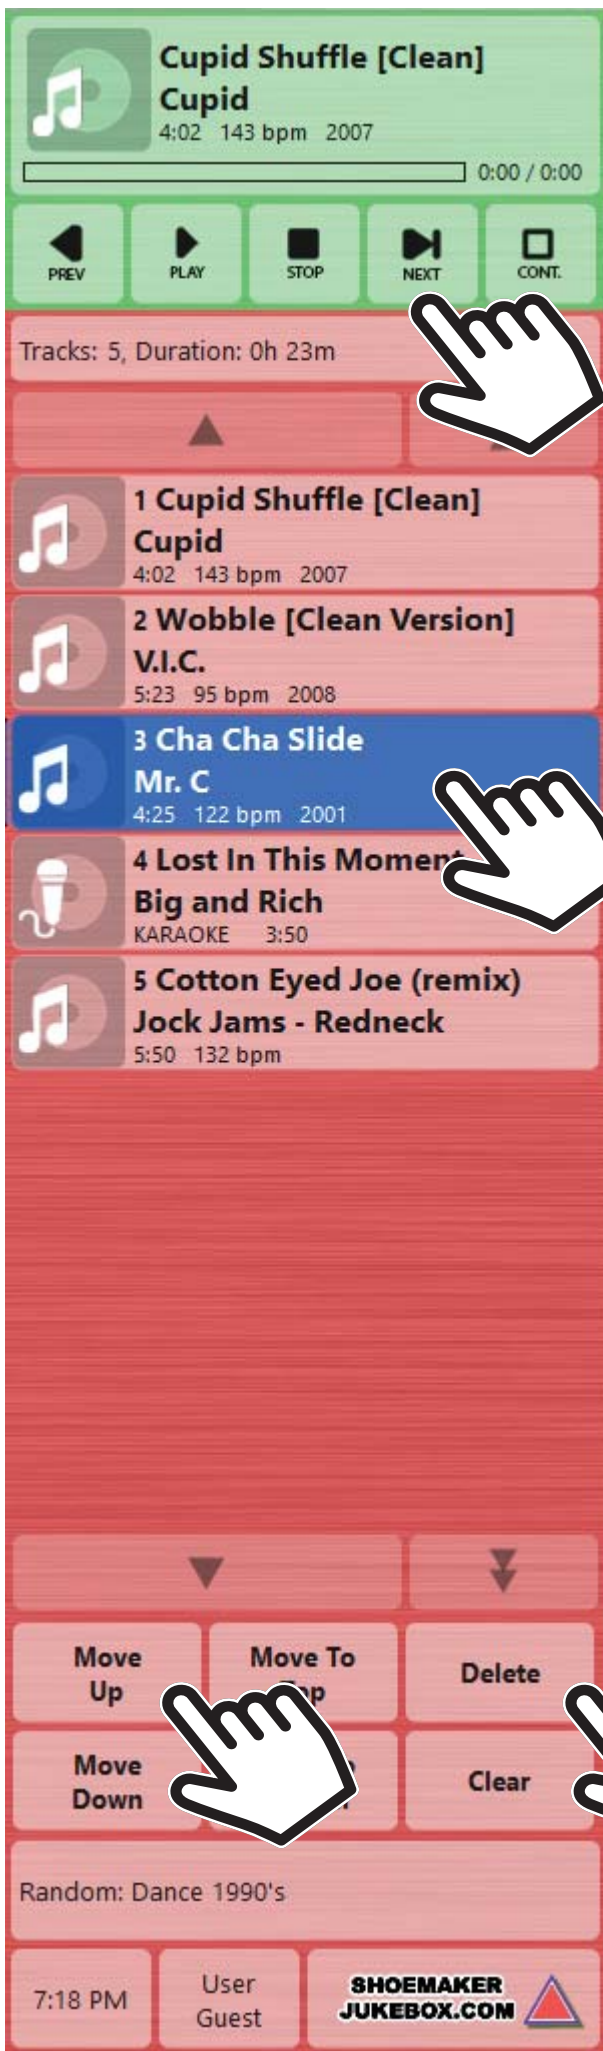 Cupid Shuffle [Clean]
Cupid
4:02 143 bpm 2007
0:00 / 0:00
PREV PLAY STOP NEXT CONT.
Tracks: 5, Duration: 0h 23m
1 Cupid Shuffle [Clean]
Cupid
4:02 143 bpm 2007
2 Wobble [Clean Version]
V.I.C.
5:23 95 bpm 2008
3 Cha Cha Slide
Mr. C
4:25 122 bpm 2001
4 Lost In This Moment
Big and Rich
KARAOKE 3:50
5 Cotton Eyed Joe (remix)
Jock Jams - Redneck
5:50 132 bpm
Move
Up
Move To
Top
Delete
Move
Down
Clear
Random: Dance 1990's
7:18 PM
User
Guest
SHOEMAKER
JUKEBOX.COM